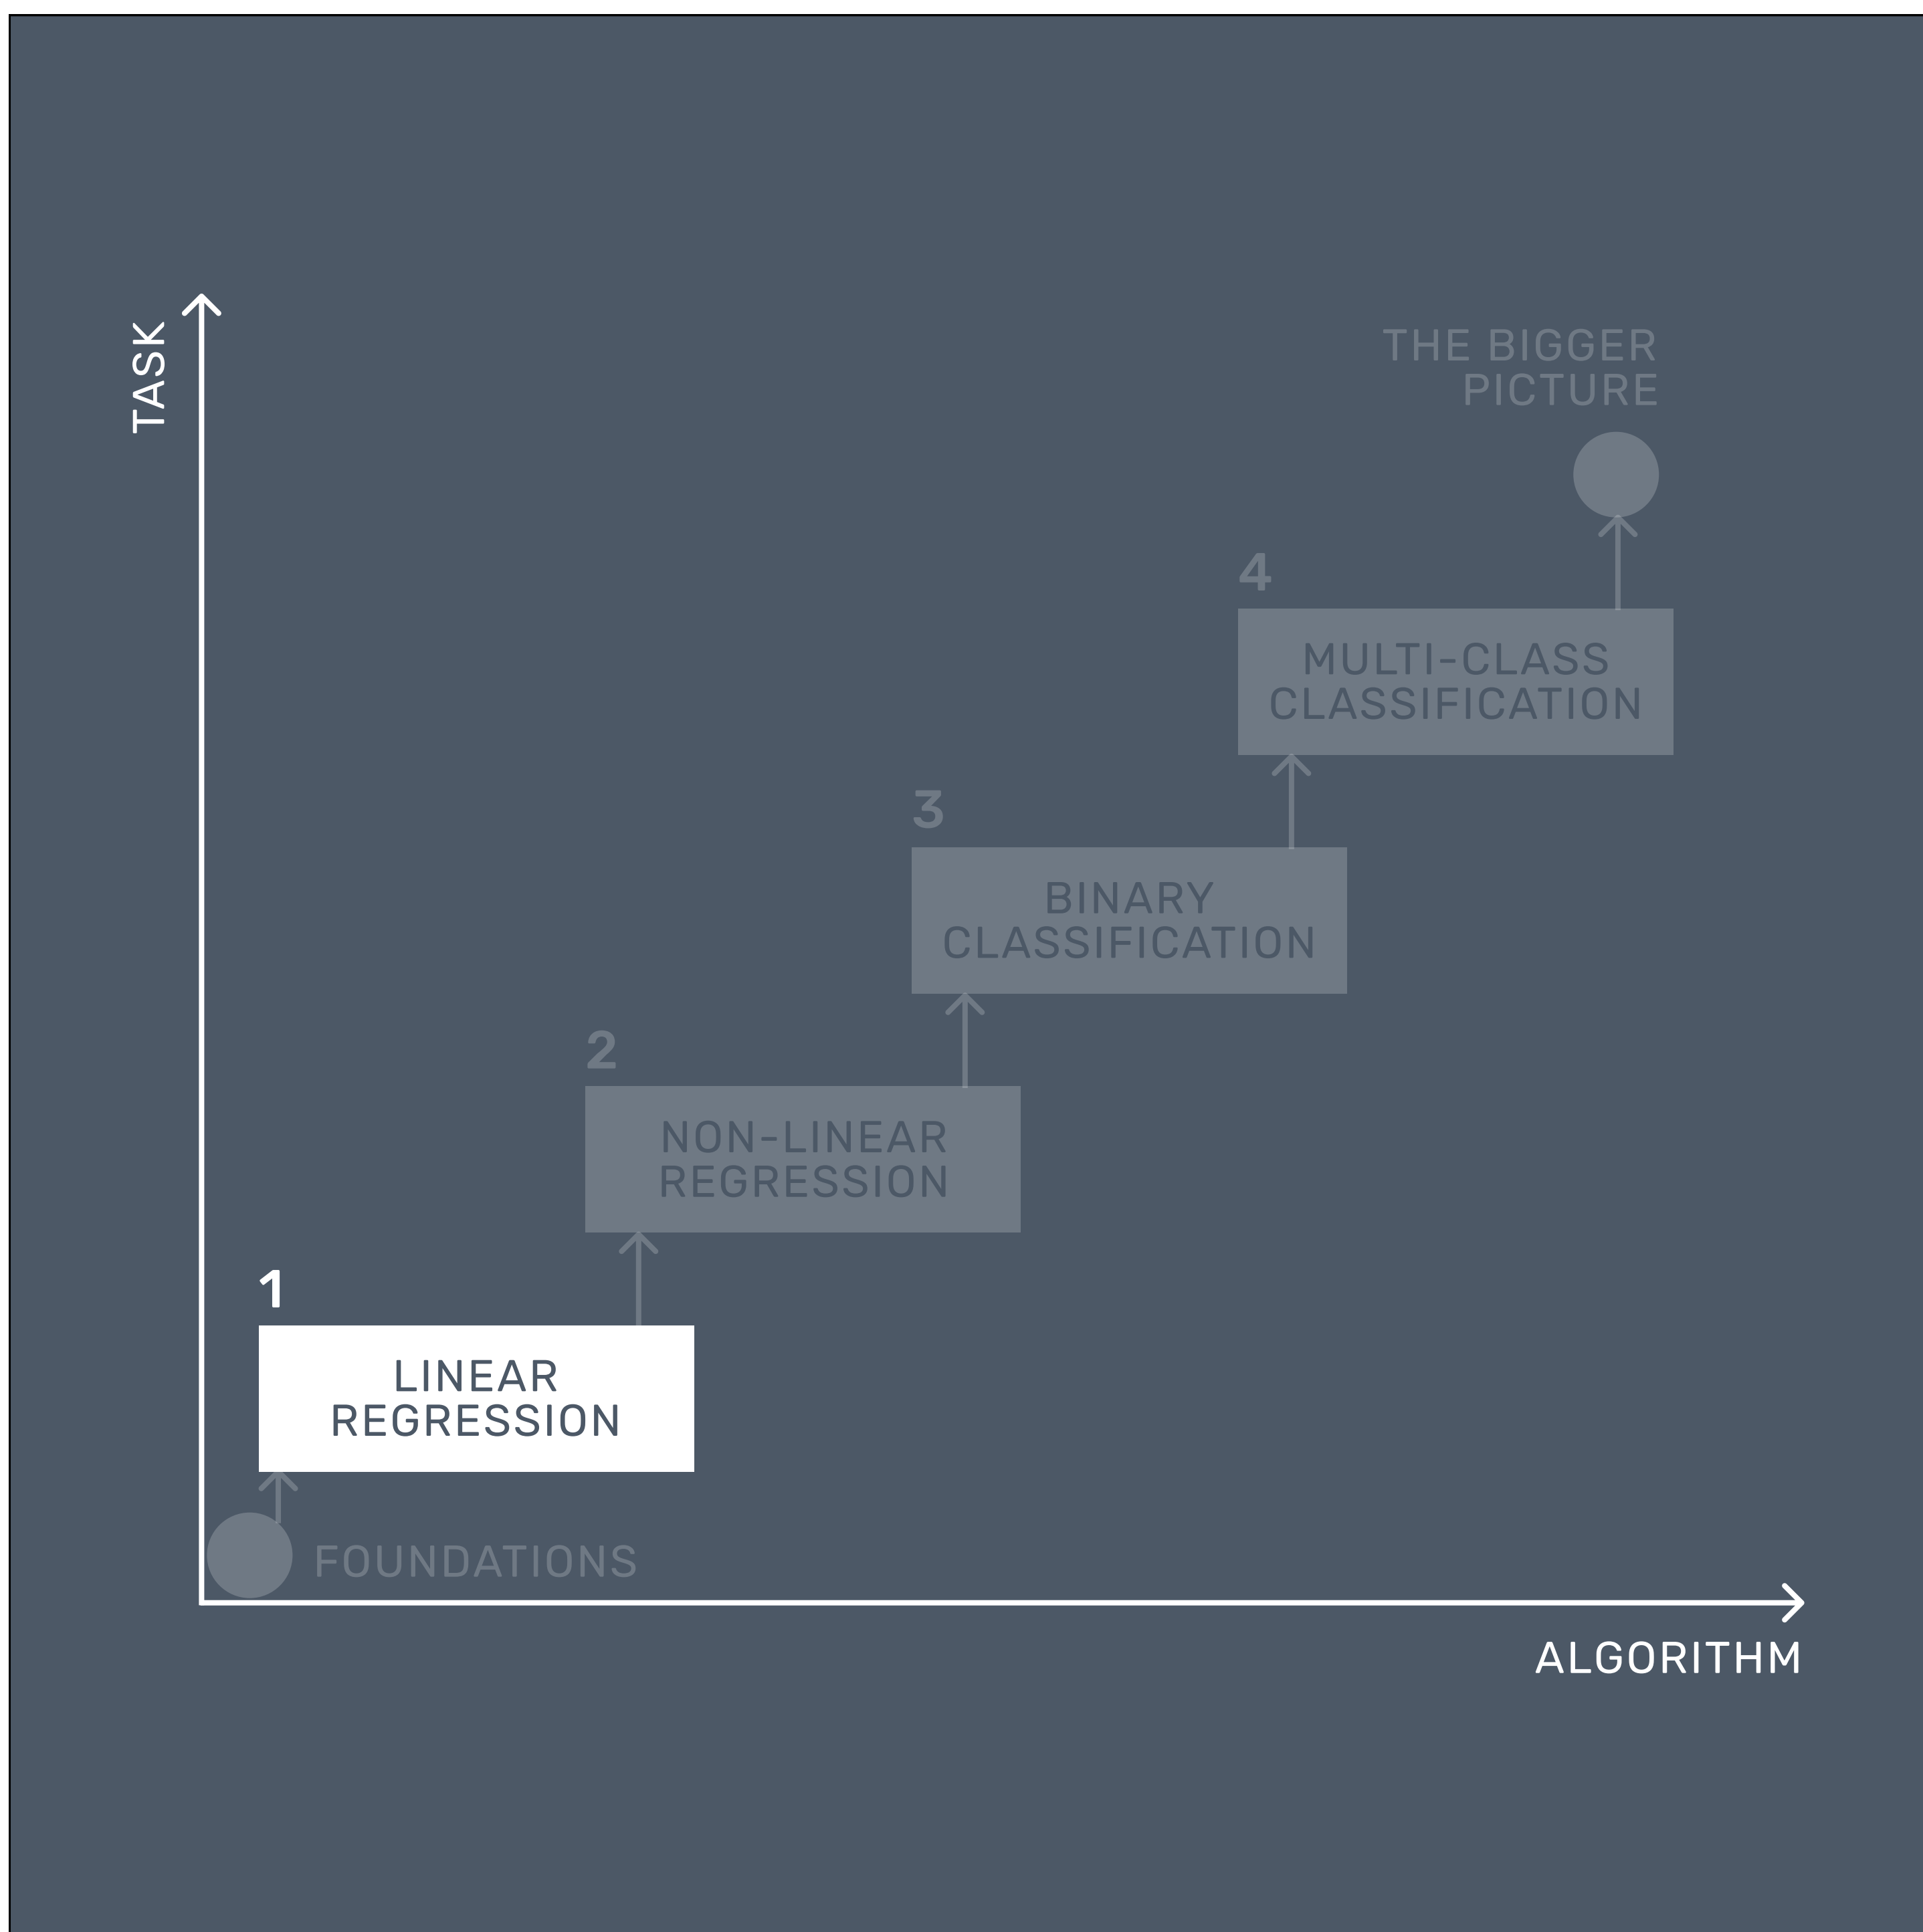 TASK
THE BIGGER
PICTURE
4
MULTI-CLASS
CLASSIFICATION
3
BINARY
CLASSIFICATION
2
NON-LINEAR
REGRESSION
1
LINEAR
REGRESSION
FOUNDATIONS
ALGORITHM